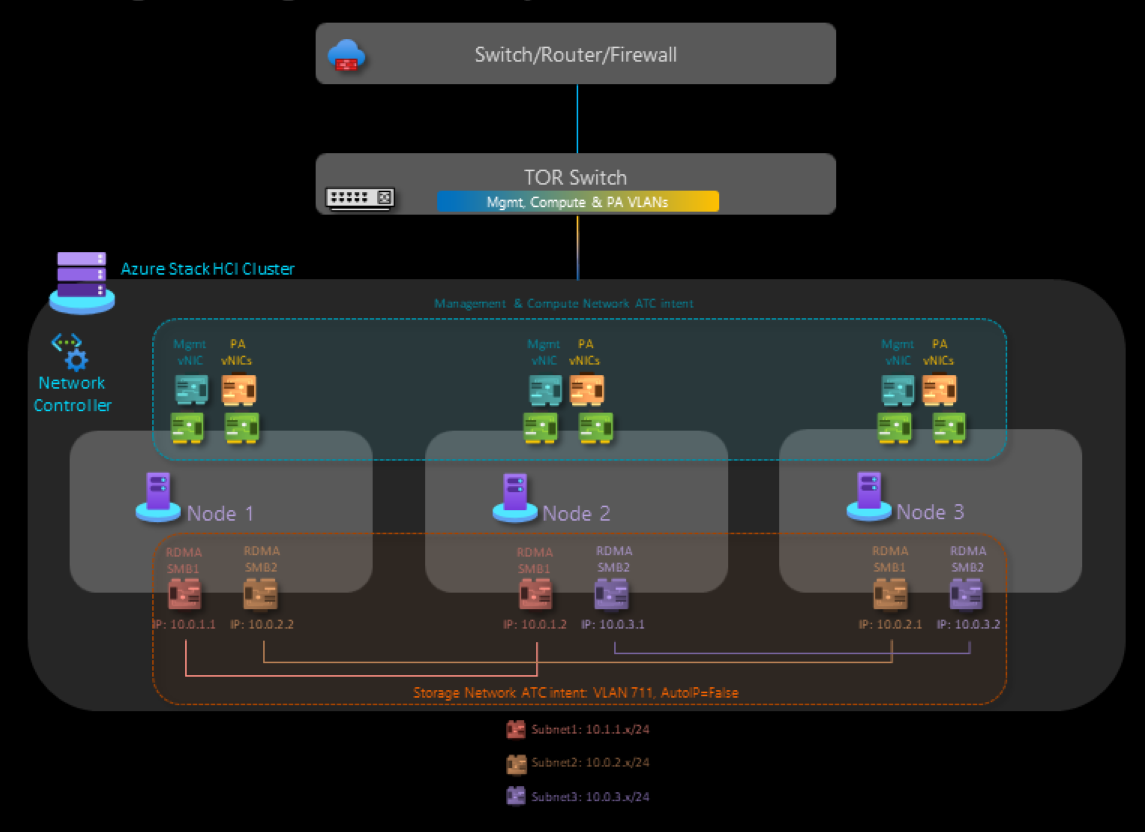 Switch/Router/Firewall
TOR Switch
Mgmt, Compute & PA VLANs
Azure Stack HCI Cluster
Management & Compute Network ATC intent
Network
Controller
Mgmt
vNIC
PA
vNICs
Mgmt
vNIC
PA
vNICs
Mgmt
vNIC
PA
vNICs
Node 1
Node 2
Node 3
RDMA
SMB1
RDMA
SMB2
RDMA
SMB1
RDMA
SMB2
RDMA
SMB1
RDMA
SMB2
IP: 10.0.1.1
IP: 10.0.2.2
IP: 10.0.1.2
IP: 10.0.3.1
IP: 10.0.2.1
IP: 10.0.3.2
Storage Network ATC intent: VLAN 711, AutoIP=False
Subnet1: 10.1.1.x/24
Subnet2: 10.0.2.x/24
Subnet3: 10.0.3.x/24